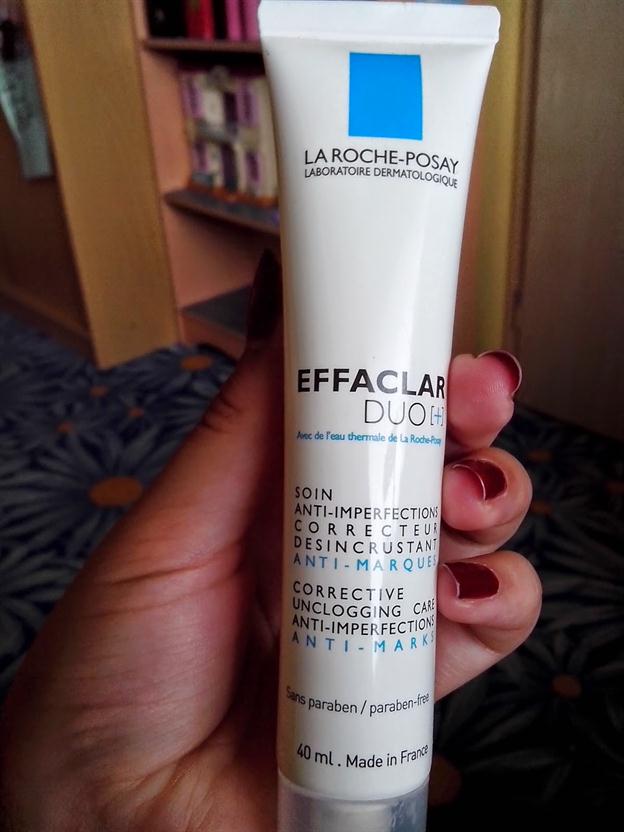 LA ROCHE-POSAY
LABORATOIRE DERMATOLOGIQUE
EFFACLAR
DUO [+]
Avec de l'eau thermale de La Roche-Posay
SOIN
ANTI-IMPERFECTIONS
CORRECTEUR
DESINCRUSTANT
ANTI-MARQUES
CORRECTIVE
UNCLOGGING CARE
ANTI-IMPERFECTIONS
ANTI-MARKS
Sans paraben / paraben-free
40 ml . Made in France